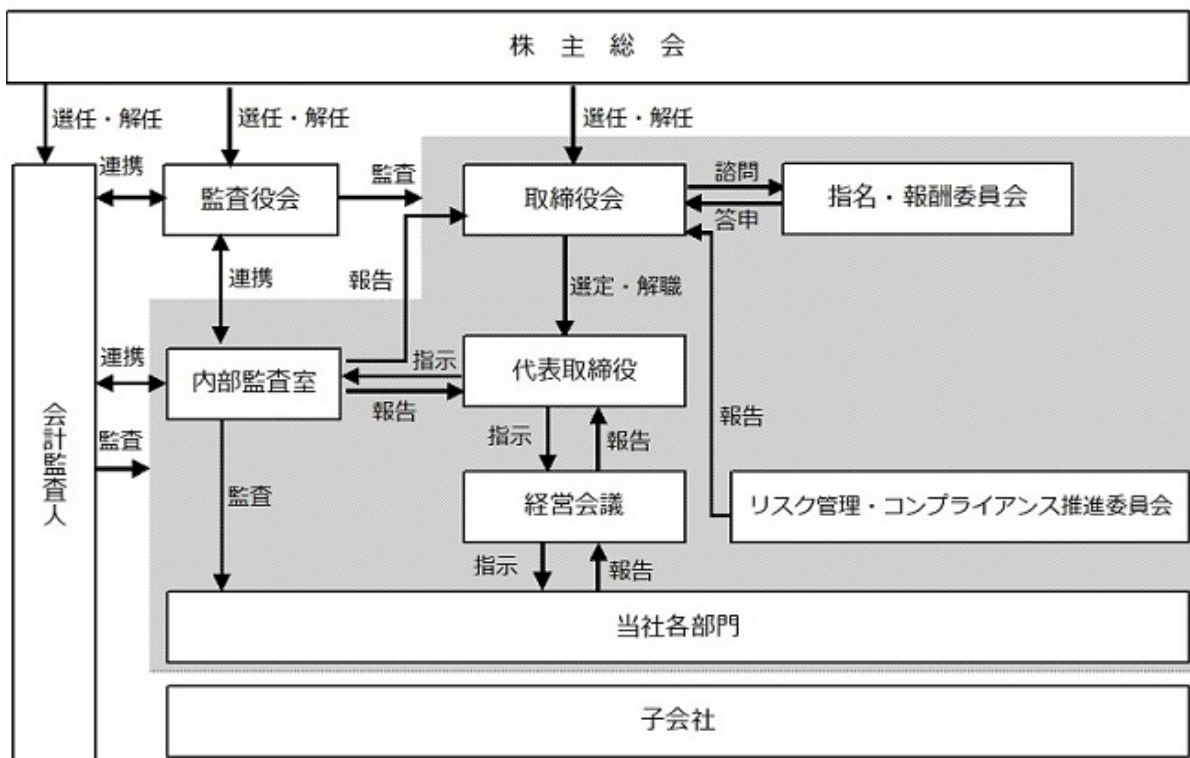 株主総会
選任・解任
選任・解任
選任・解任
連携
監査役会
監査
取締役会
諮問
答申
指名・報酬委員会
連携
報告
選定・解職
連携
内部監査室
指示
報告
代表取締役
会計監査人
監査
指示
報告
報告
監査
経営会議
リスク管理・コンプライアンス推進委員会
指示
報告
当社各部門
子会社